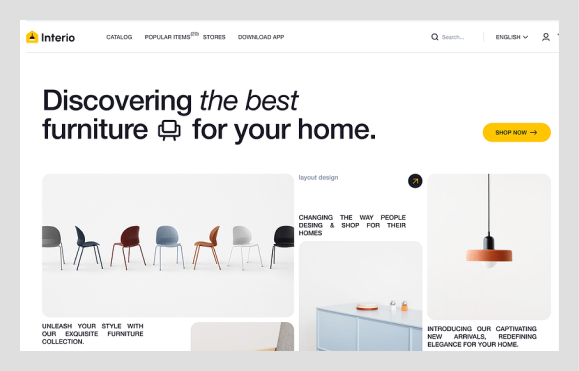 Interio
CATALOG
POPULAR ITEMS(20)
STORES
DOWNLOAD APP
Search...
ENGLISH
Discovering the best
furniture for your home.
SHOP NOW
layout design
CHANGING THE WAY PEOPLE
DESING & SHOP FOR THEIR
HOMES
UNLEASH YOUR STYLE WITH
OUR EXQUISITE FURNITURE
COLLECTION.
INTRODUCING OUR CAPTIVATING
NEW ARRIVALS, REDEFINING
ELEGANCE FOR YOUR HOME.